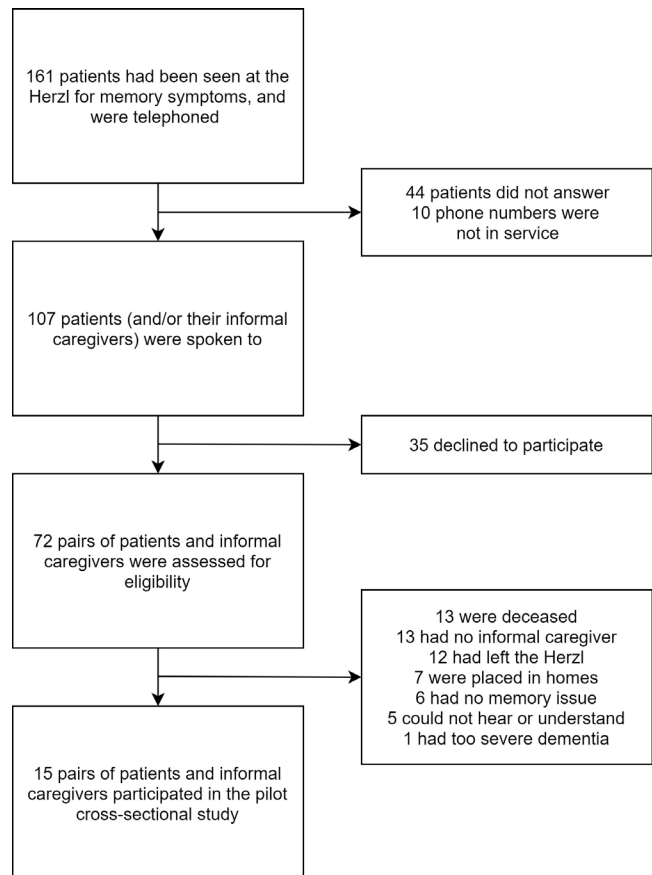 161 patients had been seen at the
Herzl for memory symptoms, and
were telephoned
44 patients did not answer
10 phone numbers were
not in service
107 patients (and/or their informal
caregivers) were spoken to
35 declined to participate
72 pairs of patients and informal
caregivers were assessed for
eligibility
13 were deceased
13 had no informal caregiver
12 had left the Herzl
7 were placed in homes
6 had no memory issue
5 could not hear or understand
1 had too severe dementia
15 pairs of patients and informal
caregivers participated in the pilot
cross-sectional study